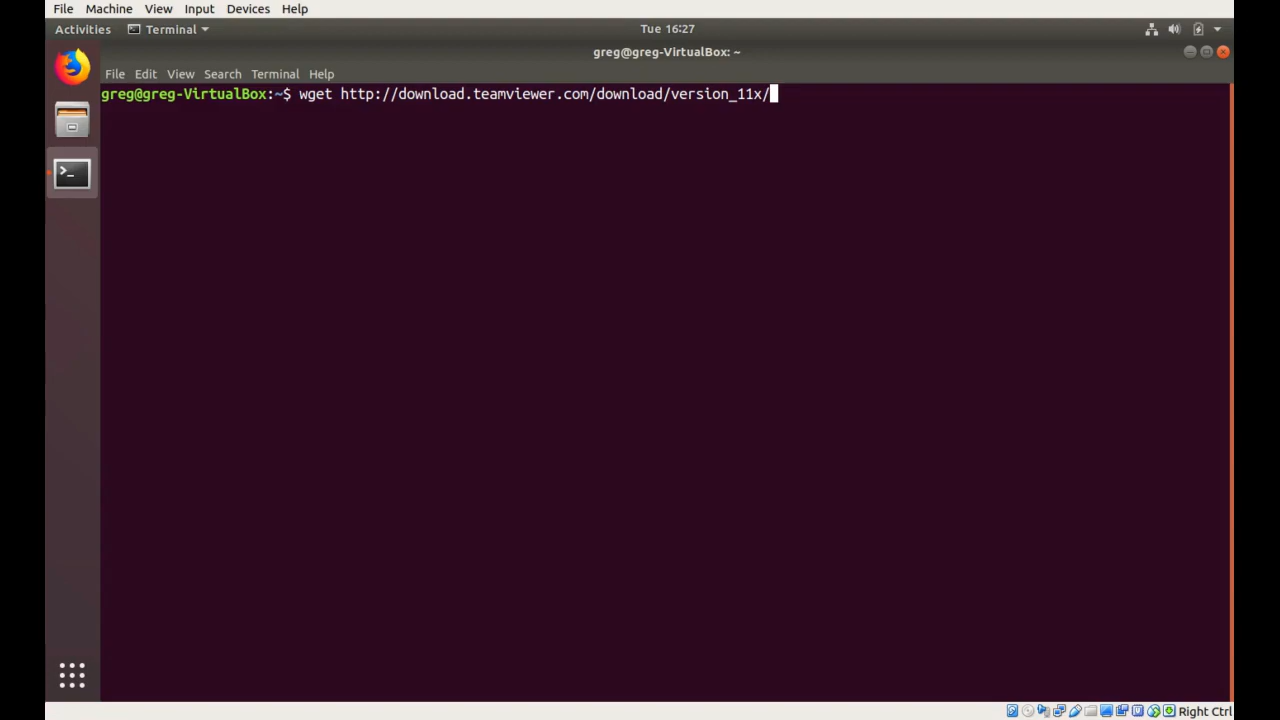 File Machine View Input Devices Help
Activities Terminal Tue 16:27
greg@greg-VirtualBox: ~
File Edit View Search Terminal Help
greg@greg-VirtualBox:~$ wget http://download.teamviewer.com/download/version_11x/
Right Ctrl